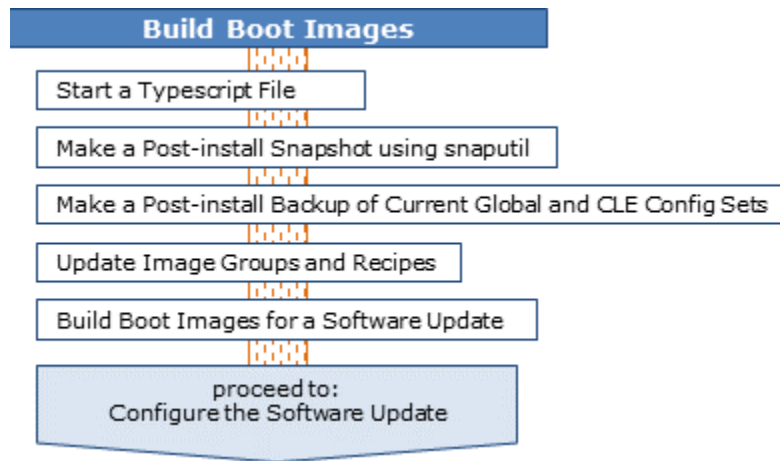 Build Boot Images
Start a Typescript File
Make a Post-install Snapshot using snaputil
Make a Post-install Backup of Current Global and CLE Config Sets
Update Image Groups and Recipes
Build Boot Images for a Software Update
proceed to:
Configure the Software Update